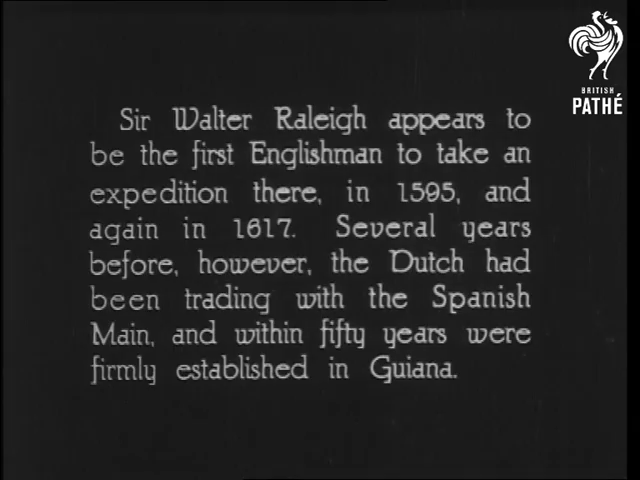 BRITISH
PATHÉ
Sir Walter Raleigh appears to
be the first Englishman to take an
expedition there, in 1595, and
again in 1617. Several years
before, however, the Dutch had
been trading with the Spanish
Main, and within fifty years were
firmly established in Guiana.